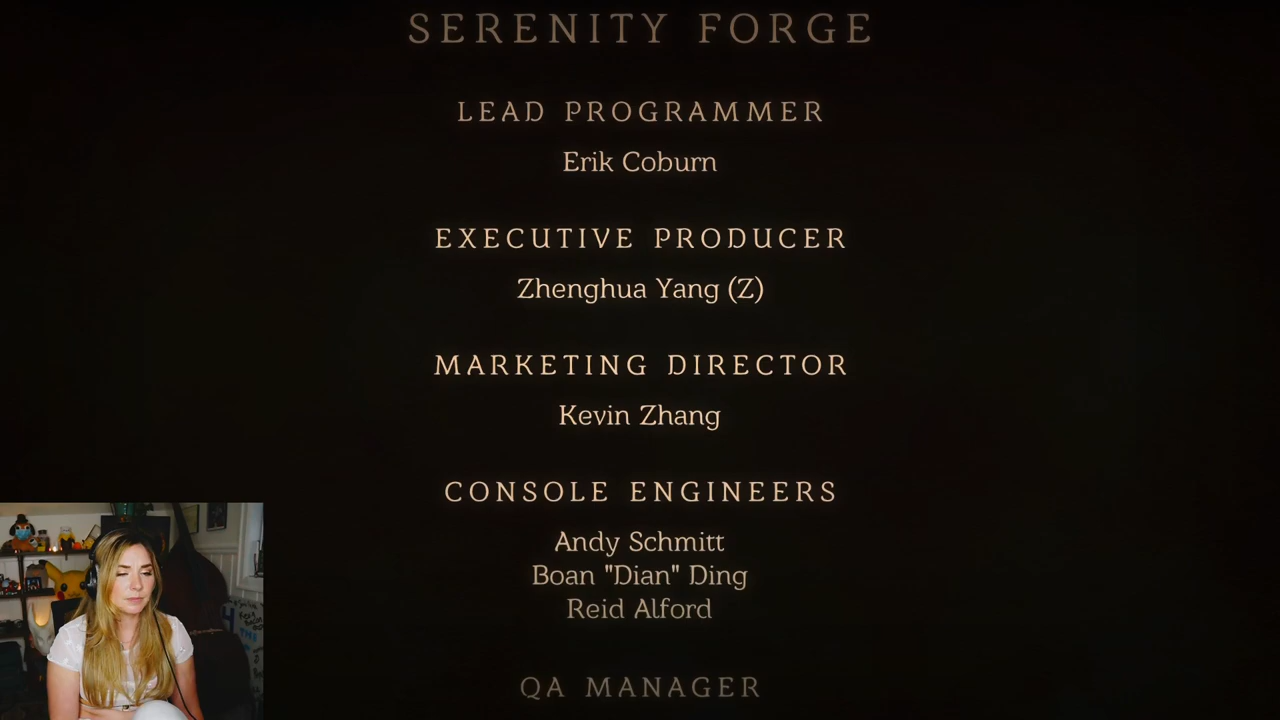 SERENITY FORGE
LEAD PROGRAMMER
Erik Coburn
EXECUTIVE PRODUCER
Zhenghua Yang (Z)
MARKETING DIRECTOR
Kevin Zhang
CONSOLE ENGINEERS
Andy Schmitt
Boan "Dian" Ding
Reid Alford
QA MANAGER